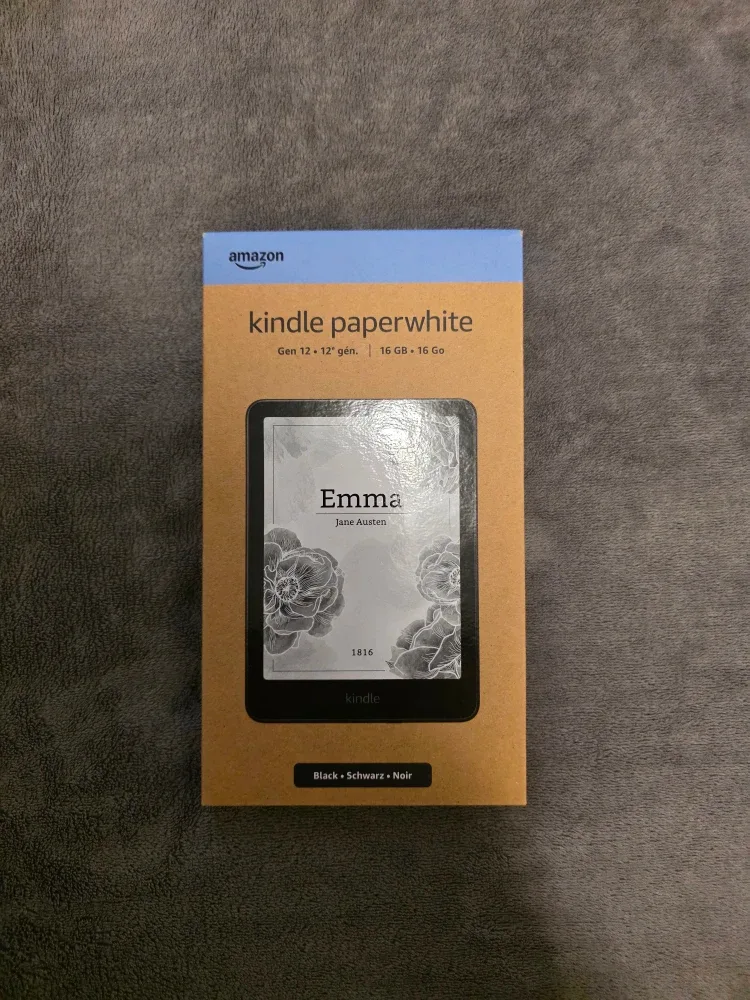 amazon
kindle paperwhite
Gen 12 • 12ᵉ gén. | 16 GB • 16 Go
Emma
Jane Austen
1816
kindle
Black • Schwarz • Noir